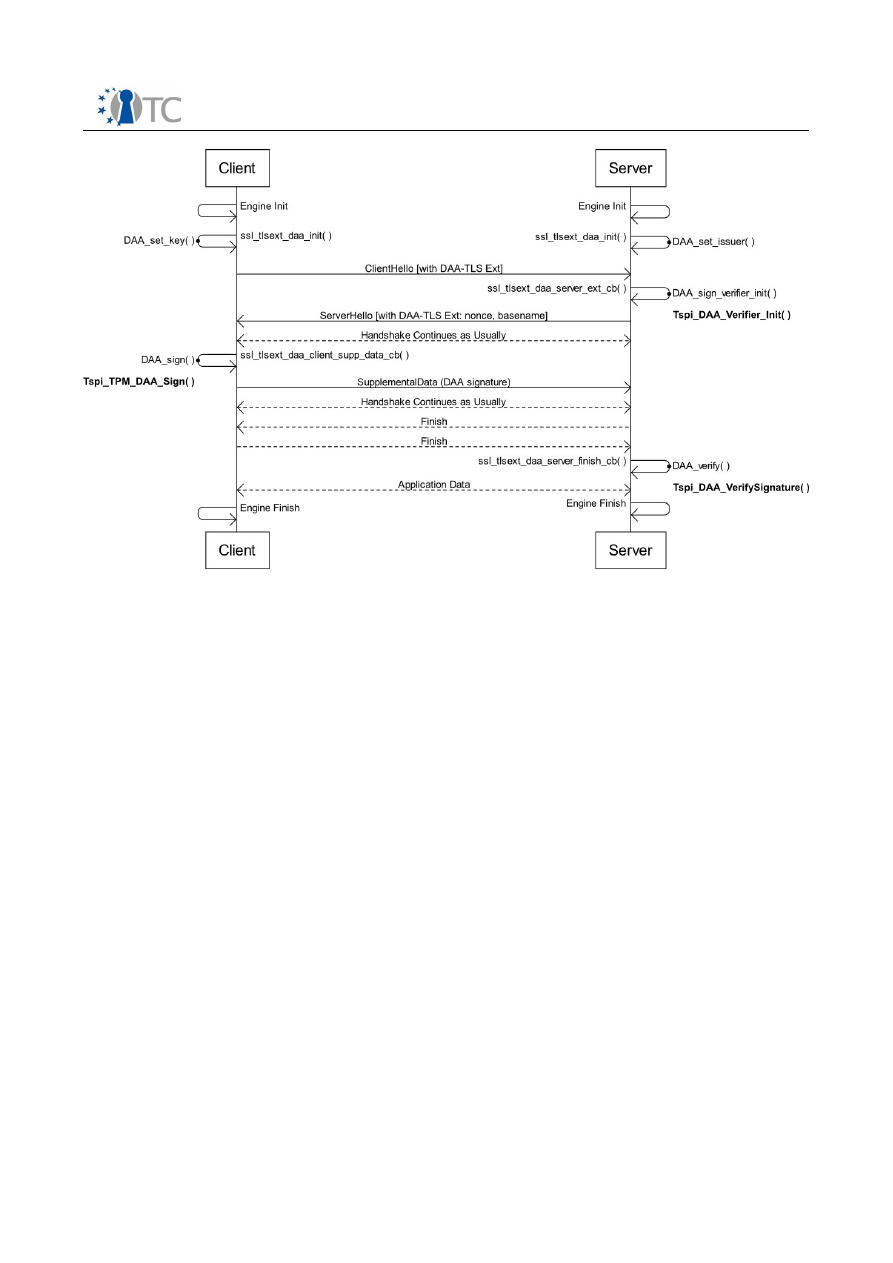 TC
Client Server
Engine Init Engine Init
DAA_set_key( ) ssl_tlsext_daa_init( ) ssl_tlsext_daa_init( ) DAA_set_issuer( )
ClientHello [with DAA-TLS Ext]
ssl_tlsext_daa_server_ext_cb( ) DAA_sign_verifier_init( )
ServerHello [with DAA-TLS Ext: nonce, basename] Tspi_DAA_Verifier_Init( )
Handshake Continues as Usually
DAA_sign( ) ssl_tlsext_daa_client_supp_data_cb( )
Tspi_TPM_DAA_Sign( ) SupplementalData (DAA signature)
Handshake Continues as Usually
Finish
Finish
ssl_tlsext_daa_server_finish_cb( ) DAA_verify( )
Application Data Tspi_DAA_VerifySignature( )
Engine Finish Engine Finish
Client Server